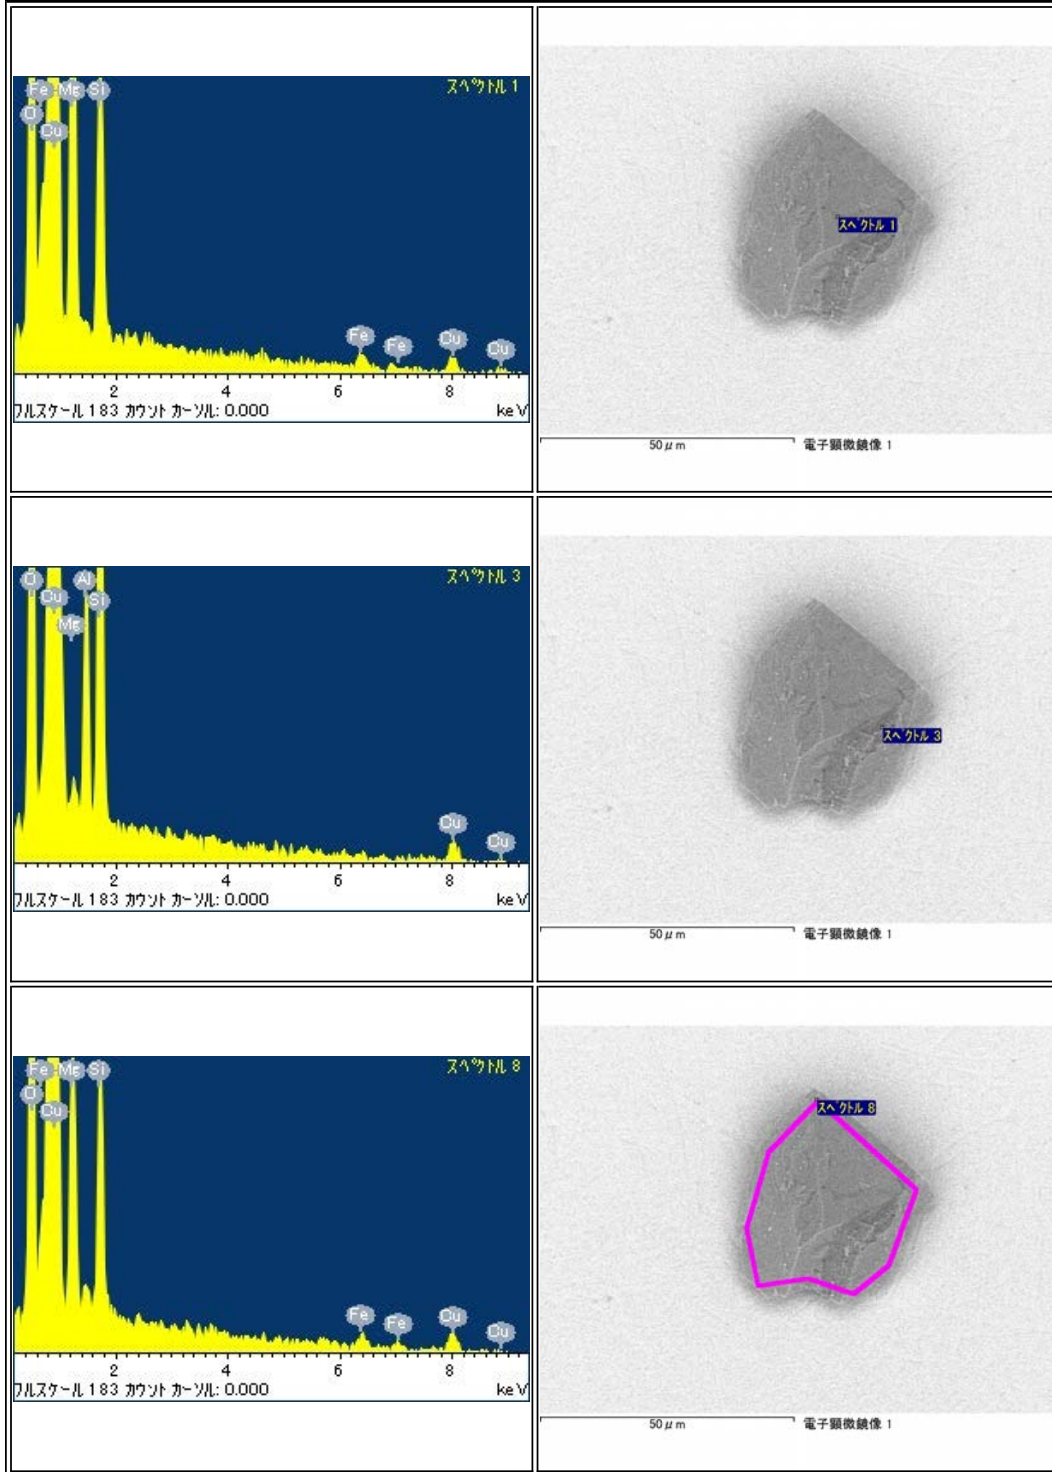 スペクトル 1
Fe Mg Si
O
Cu
Fe Fe Cu Cu
2 4 6 8
フルスケール 183 カウント カーソル: 0.000 keV
スペクトル 1
50μm 電子顕微鏡像 1
スペクトル 3
O Al
Cu Si
Mg
Cu Cu
2 4 6 8
フルスケール 183 カウント カーソル: 0.000 keV
スペクトル 3
50μm 電子顕微鏡像 1
スペクトル 8
Fe Mg Si
O
Cu
Fe Fe Cu Cu
2 4 6 8
フルスケール 183 カウント カーソル: 0.000 keV
スペクトル 8
50μm 電子顕微鏡像 1